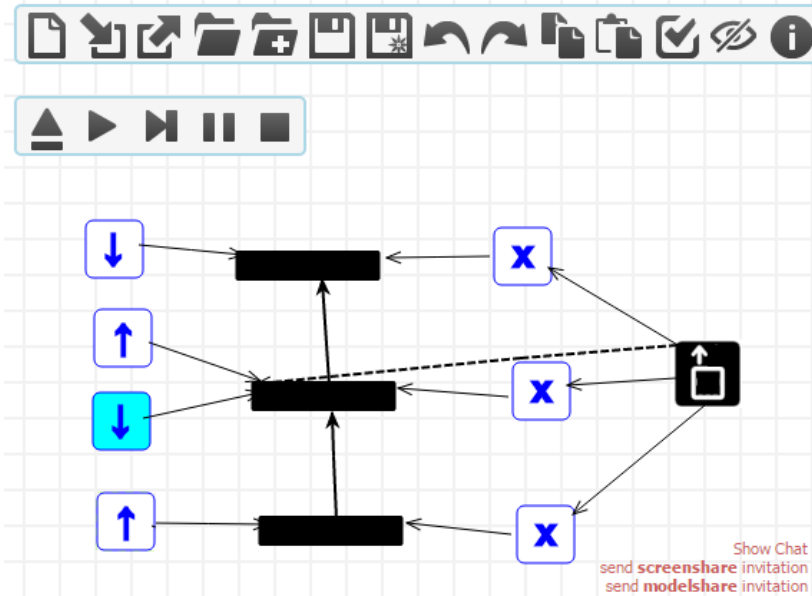 x
x
x
Show Chat
send screenshare invitation
send modelshare invitation